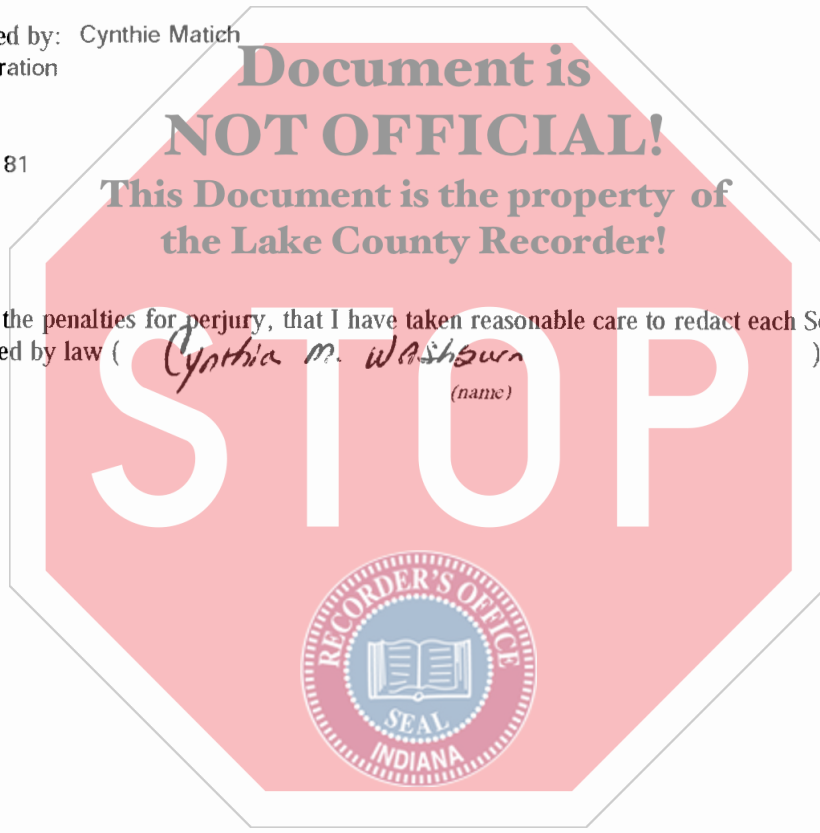 ed by: Cynthie Matich
ration
Document is
NOT OFFICIAL!
81
This Document is the property of
the Lake County Recorder!
the penalties for perjury, that I have taken reasonable care to redact each So
ed by law ( Cynthia M. Washburn )
(name)
STOP
RECORDER'S OFFICE
SEAL
INDIANA